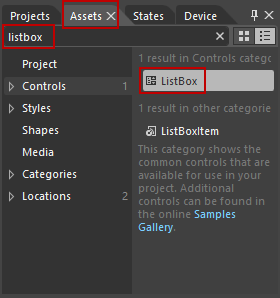 Projects Assets States Device
listbox
Project
Controls 1
Styles
Shapes
Media
Categories
Locations 2
1 result in Controls catego
ListBox
1 result in other categorie
ListBoxItem
This category shows the
common controls that are
available for use in your
project. Additional
controls can be found in
the online Samples
Gallery.